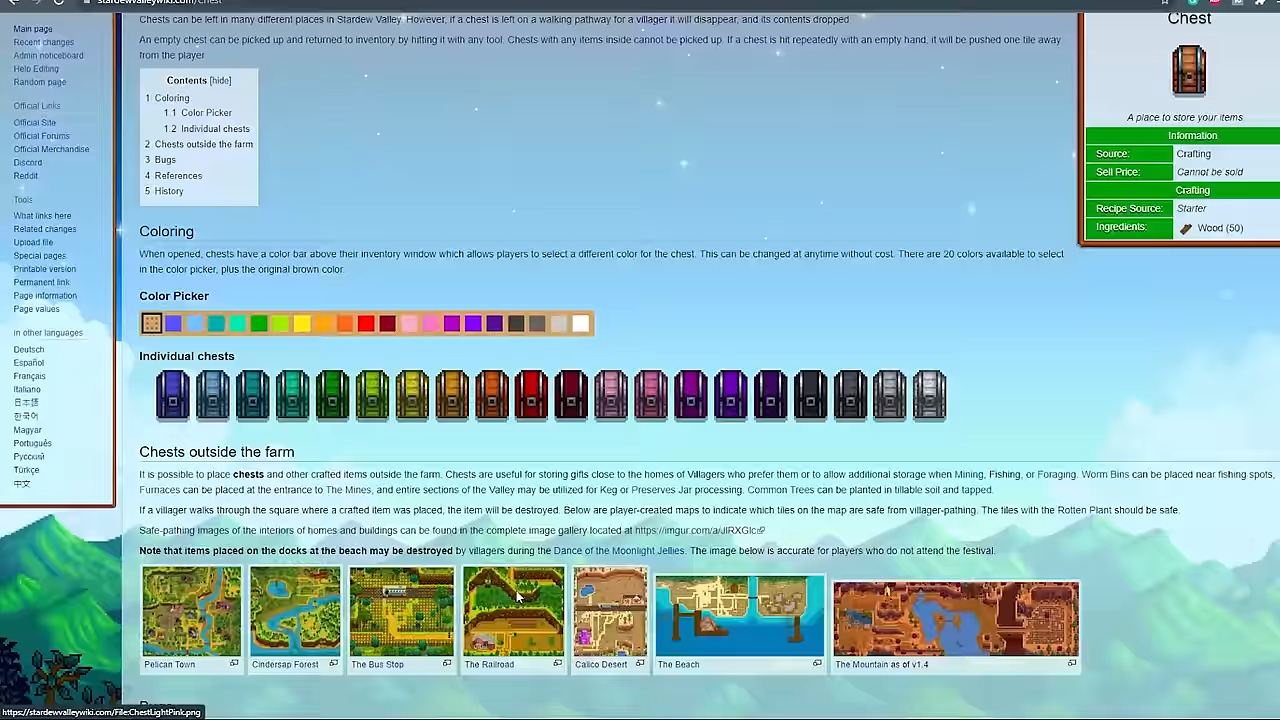 stardewvalleywiki.com/Chest
Main page
Recent changes
Admin noticeboard
Help Editing
Random page
Official Links
Official Site
Official Forums
Official Merchandise
Discord
Reddit
Tools
What links here
Related changes
Upload file
Special pages
Printable version
Permanent link
Page information
Page values
In other languages
Deutsch
Español
Français
Italiano
日本語
한국어
Magyar
Português
Русский
Türkçe
中文
Chests can be left in many different places in Stardew Valley. However, if a chest is left on a walking pathway for a villager it will disappear, and its contents dropped
An empty chest can be picked up and returned to inventory by hitting it with any tool. Chests with any items inside cannot be picked up. If a chest is hit repeatedly with an empty hand, it will be pushed one tile away
from the player
Contents [hide]
1 Coloring
1.1 Color Picker
1.2 Individual chests
2 Chests outside the farm
3 Bugs
4 References
5 History
Coloring
When opened, chests have a color bar above their inventory window which allows players to select a different color for the chest. This can be changed at anytime without cost. There are 20 colors available to select
in the color picker, plus the original brown color
Color Picker
Individual chests
Chests outside the farm
It is possible to place chests and other crafted items outside the farm. Chests are useful for storing gifts close to the homes of Villagers who prefer them or to allow additional storage when Mining, Fishing, or Foraging. Worm Bins can be placed near fishing spots,
Furnaces can be placed at the entrance to The Mines, and entire sections of the Valley may be utilized for Keg or Preserves Jar processing. Common Trees can be planted in tillable soil and tapped.
If a villager walks through the square where a crafted item was placed, the item will be destroyed. Below are player-created maps to indicate which tiles on the map are safe from villager-pathing. The tiles with the Rotten Plant should be safe.
Safe-pathing images of the interiors of homes and buildings can be found in the complete image gallery located at
Note that items placed on the docks at the beach may be destroyed by villagers during the Dance of the Moonlight Jellies. The image below is accurate for players who do not attend the festival.
Pelican Town
Cindersap Forest
The Bus Stop
The Railroad
Calico Desert
The Beach
The Mountain as of v1.4
Chest
A place to store your items
Information
Source: Crafting
Sell Price: Cannot be sold
Crafting
Recipe Source: Starter
Ingredients: Wood (50)
https://stardewvalleywiki.com/File:ChestLightPink.png